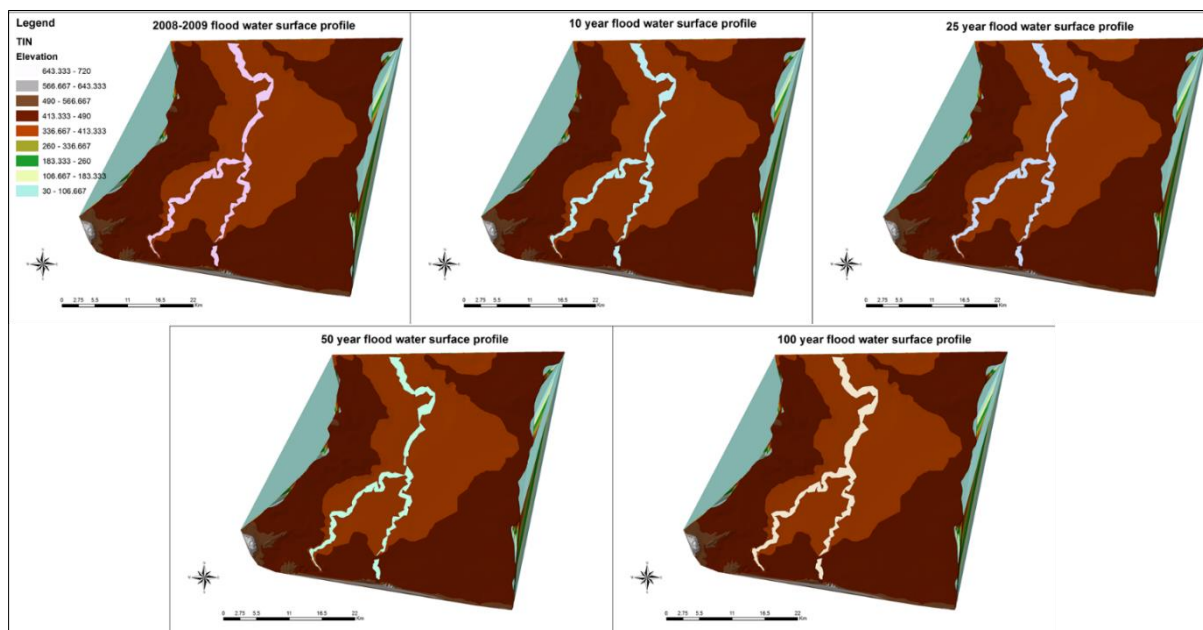 Legend
TIN
Elevation
643.333 - 720
566.667 - 643.333
490 - 566.667
413.333 - 490
336.667 - 413.333
260 - 336.667
183.333 - 260
106.667 - 183.333
30 - 106.667
2008-2009 flood water surface profile
0 2.75 5.5 11 16.5 22
Km
10 year flood water surface profile
0 2.75 5.5 11 16.5 22
Km
25 year flood water surface profile
0 2.75 5.5 11 16.5 22
Km
50 year flood water surface profile
0 2.75 5.5 11 16.5 22
Km
100 year flood water surface profile
0 2.75 5.5 11 16.5 22
Km